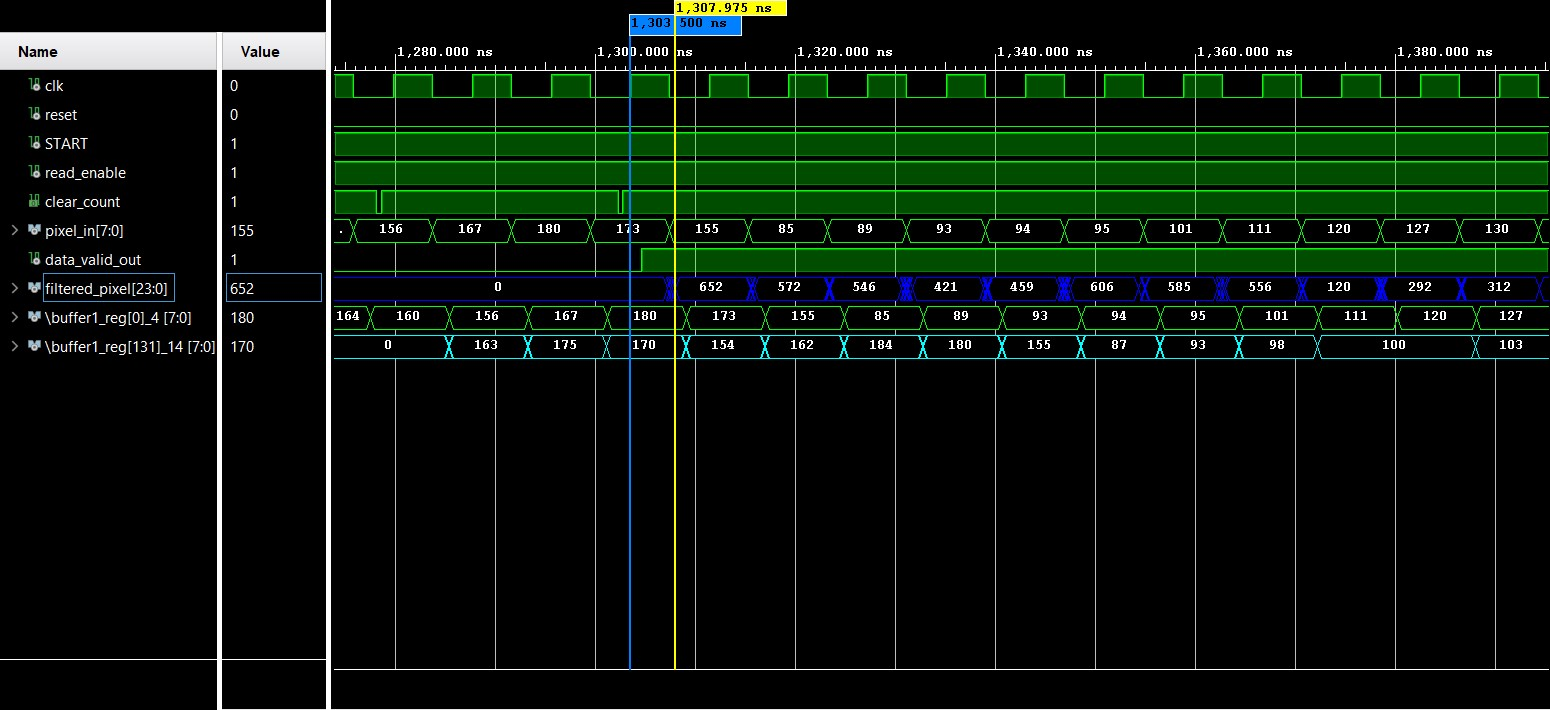 1,307.975 ns
1,303 500 ns
Name Value 1,280.000 ns 1,300.000 ns 1,320.000 ns 1,340.000 ns 1,360.000 ns 1,380.000 ns
clk 0
reset 0
START 1
read_enable 1
clear_count 1
pixel_in[7:0] 155 . 156 167 180 173 155 85 89 93 94 95 101 111 120 127 130
data_valid_out 1
filtered_pixel[23:0] 652 0 652 572 546 421 459 606 585 556 120 292 312
\buffer1_reg[0]_4 [7:0] 180 164 160 156 167 180 173 155 85 89 93 94 95 101 111 120 127
\buffer1_reg[131]_14 [7:0] 170 0 163 175 170 154 162 184 180 155 87 93 98 100 103